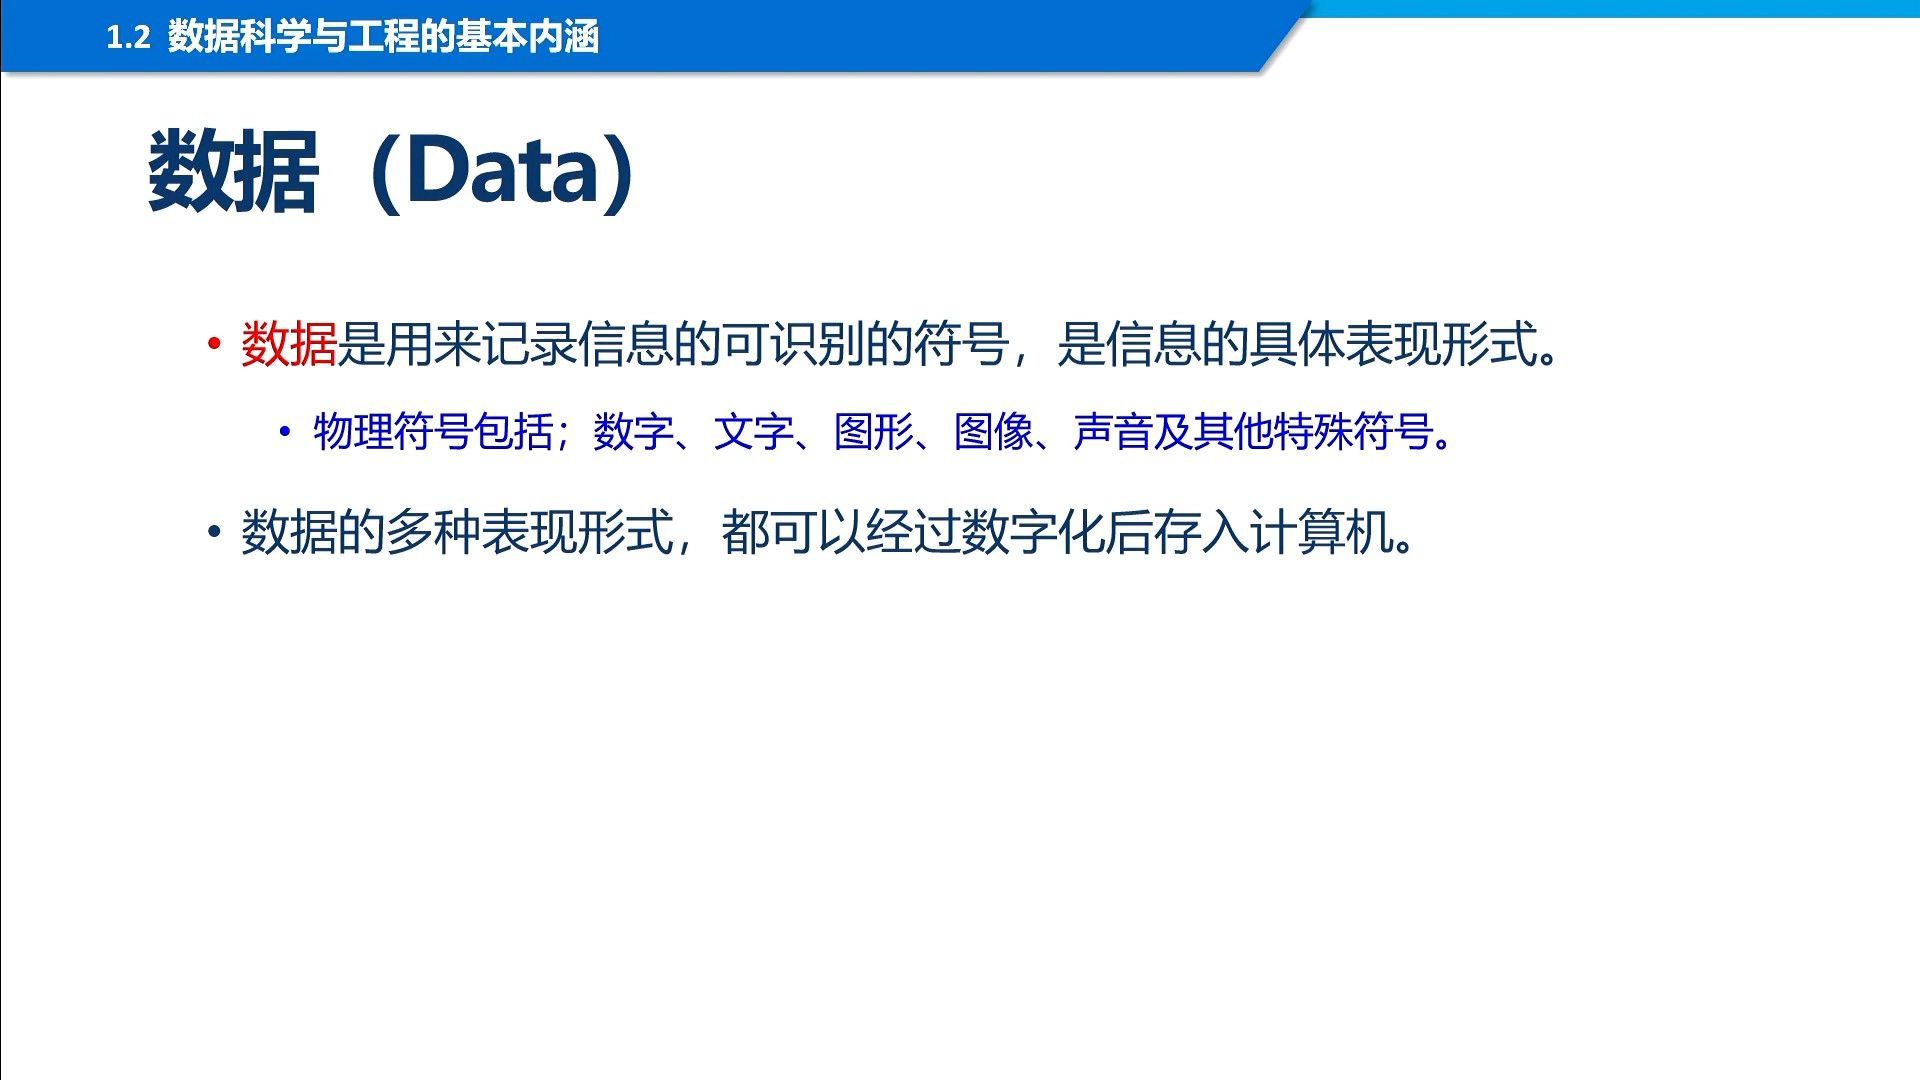 1.2 数据科学与工程的基本内涵
数据（Data）
• 数据是用来记录信息的可识别的符号，是信息的具体表现形式。
• 物理符号包括；数字、文字、图形、图像、声音及其他特殊符号。
• 数据的多种表现形式，都可以经过数字化后存入计算机。